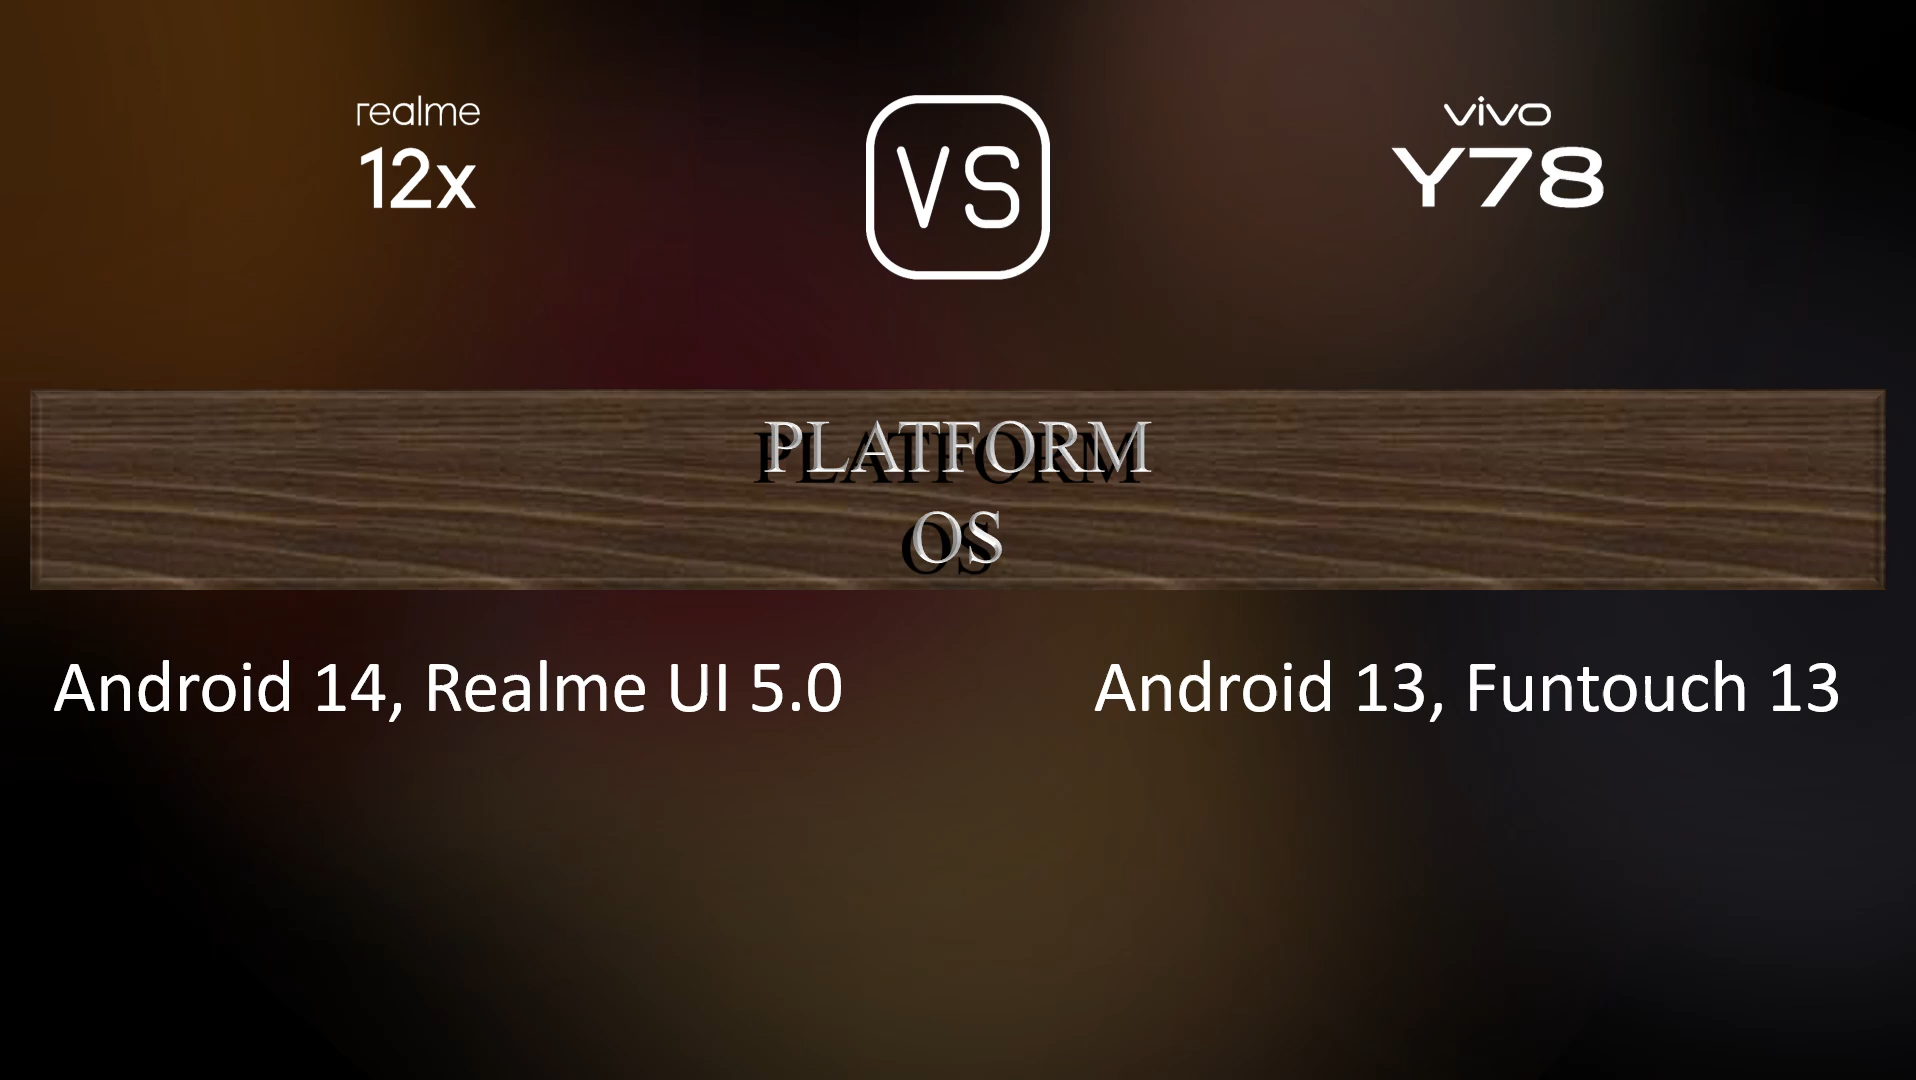 realme
12x
VS
vivo
Y78
PLATFORM
OS
Android 14, Realme UI 5.0
Android 13, Funtouch 13